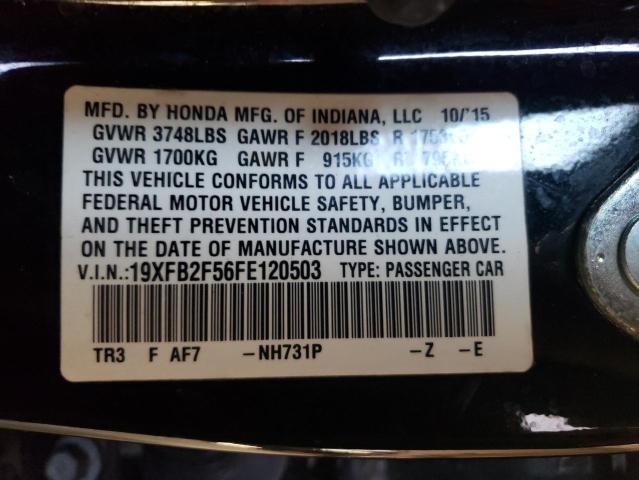 MFD. BY HONDA MFG. OF INDIANA, LLC 10/'15
GVWR 3748LBS GAWR F 2018LBS R
GVWR 1700KG GAWR F 915KG
THIS VEHICLE CONFORMS TO ALL APPLICABLE
FEDERAL MOTOR VEHICLE SAFETY, BUMPER,
AND THEFT PREVENTION STANDARDS IN EFFECT
ON THE DATE OF MANUFACTURE SHOWN ABOVE.
V.I.N.:19XFB2F56FE120503 TYPE: PASSENGER CAR
TR3 F AF7 -NH731P -Z -E